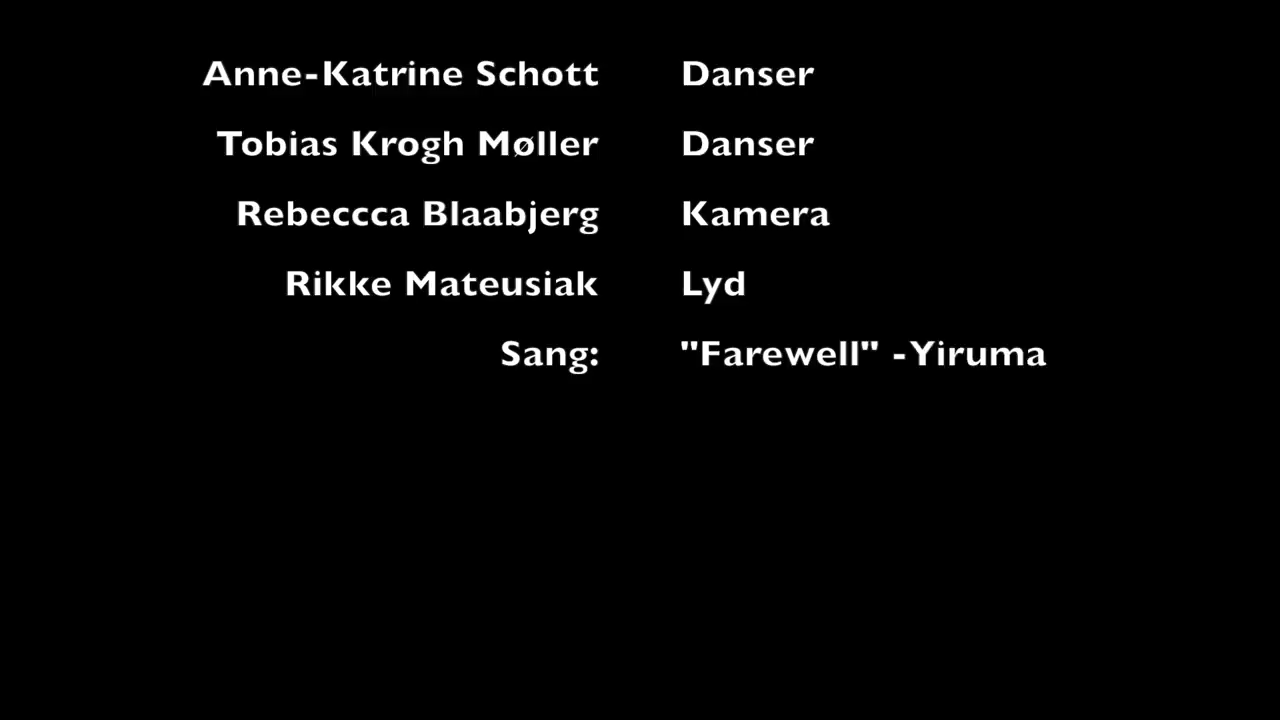 Anne-Katrine Schott Danser
Tobias Krogh Møller Danser
Rebeccca Blaabjerg Kamera
Rikke Mateusiak Lyd
Sang: "Farewell" -Yiruma